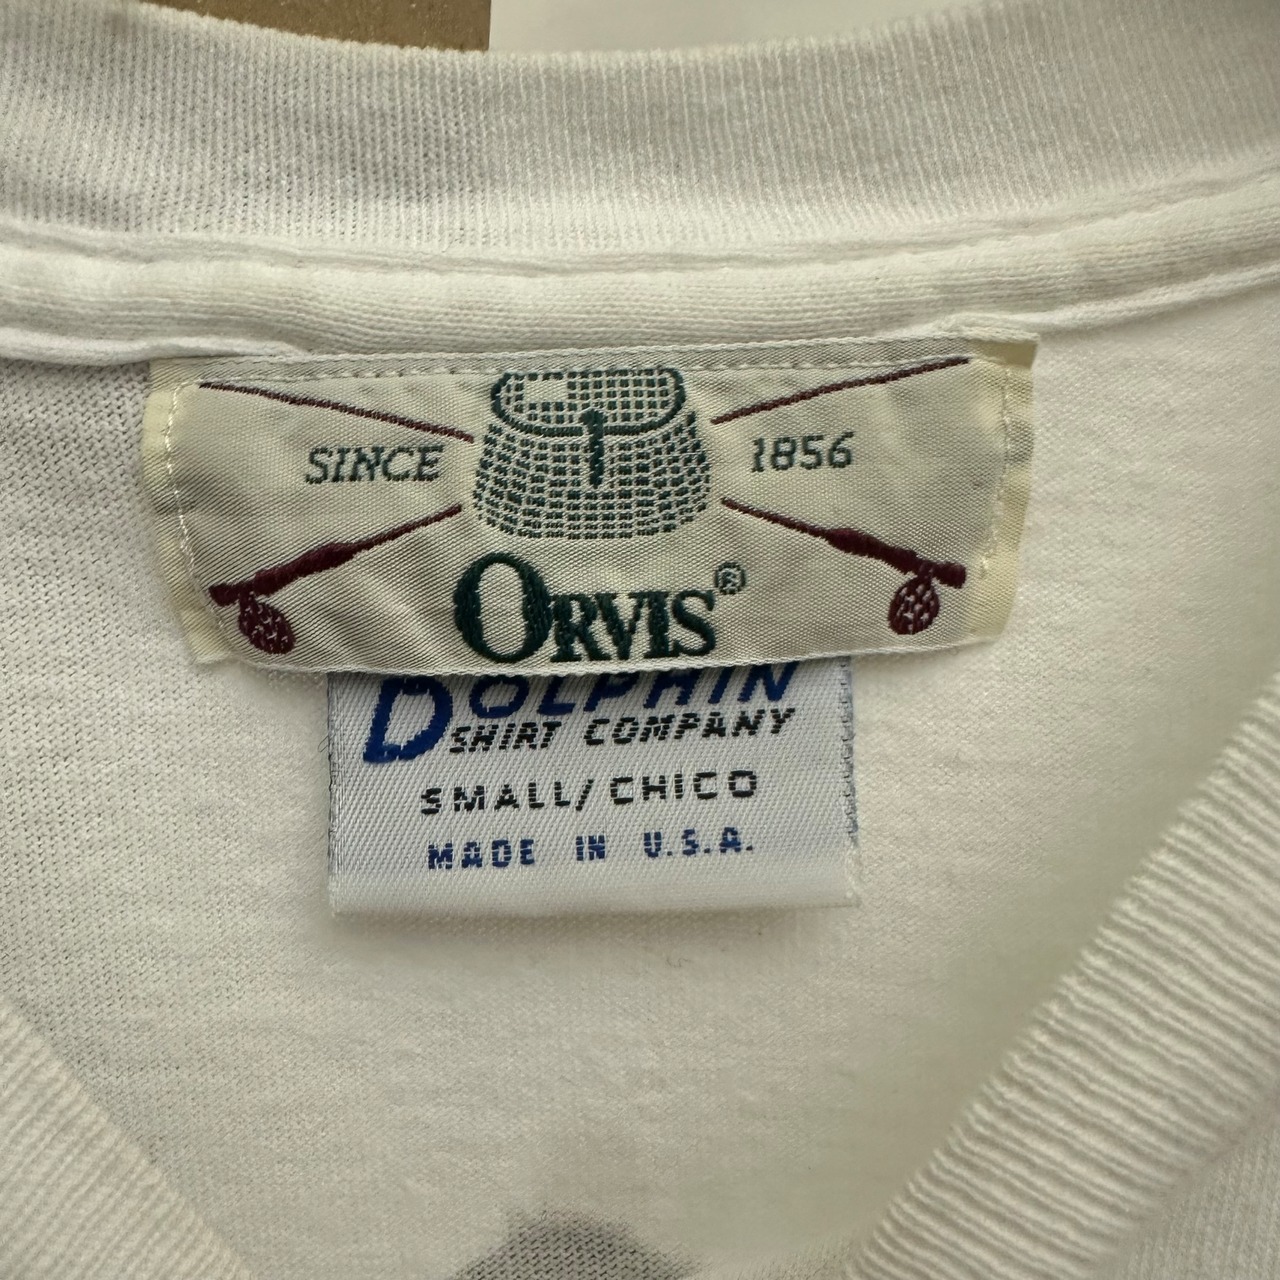 SINCE 1856
ORVIS®
DOLPHIN
SHIRT COMPANY
SMALL/CHICO
MADE IN U.S.A.